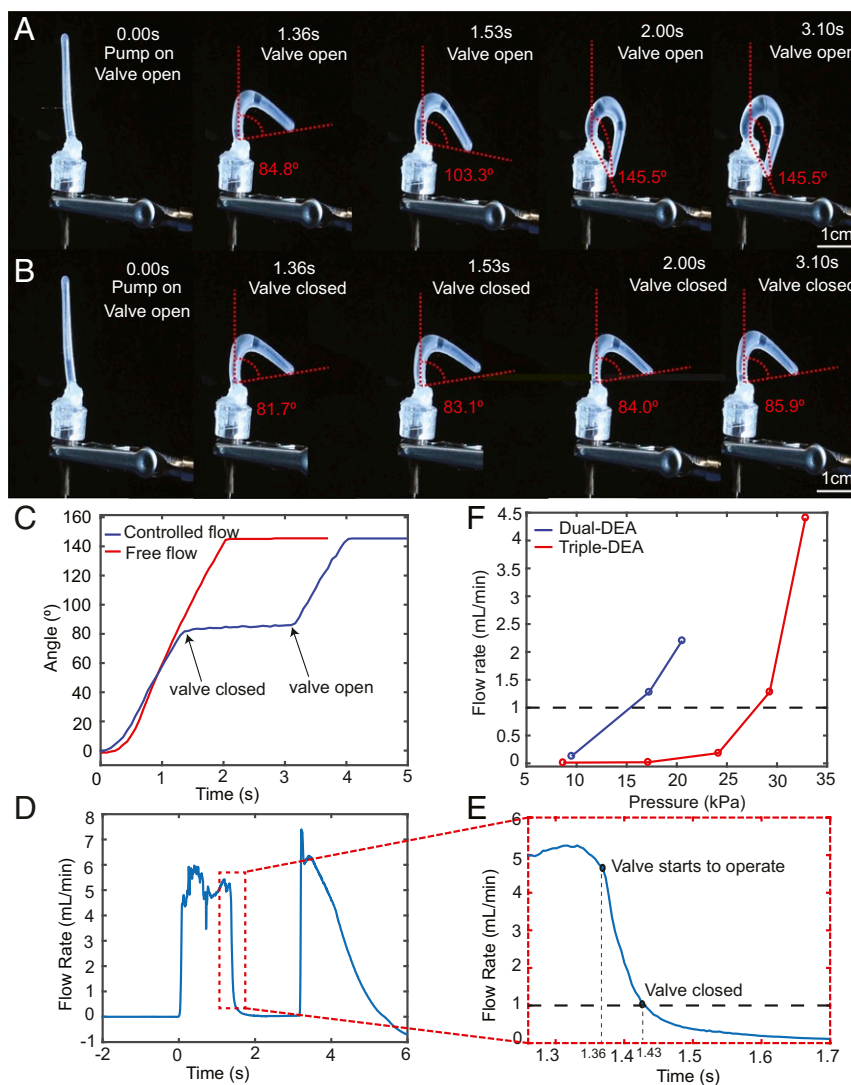 A
0.00s
Pump on
Valve open
1.36s
Valve open
1.53s
Valve open
2.00s
Valve open
3.10s
Valve open
84.8º
103.3º
145.5º
145.5º
1cm
B
0.00s
Pump on
Valve open
1.36s
Valve closed
1.53s
Valve closed
2.00s
Valve closed
3.10s
Valve closed
81.7º
83.1º
84.0º
85.9º
1cm
C
160
140
120
100
80
60
40
20
0
Angle (º)
Controlled flow
Free flow
valve closed
valve open
0 1 2 3 4 5
Time (s)
F
4.5
4
3.5
3
2.5
2
1.5
1
0.5
0
Flow rate (mL/min)
Dual-DEA
Triple-DEA
5 10 15 20 25 30 35
Pressure (kPa)
D
8
7
6
5
4
3
2
1
0
-1
Flow Rate (mL/min)
-2 0 2 4 6
Time (s)
E
6
5
4
3
2
1
0
Flow Rate (mL/min)
Valve starts to operate
Valve closed
1.3 1.36 1.4 1.43 1.5 1.6 1.7
Time (s)